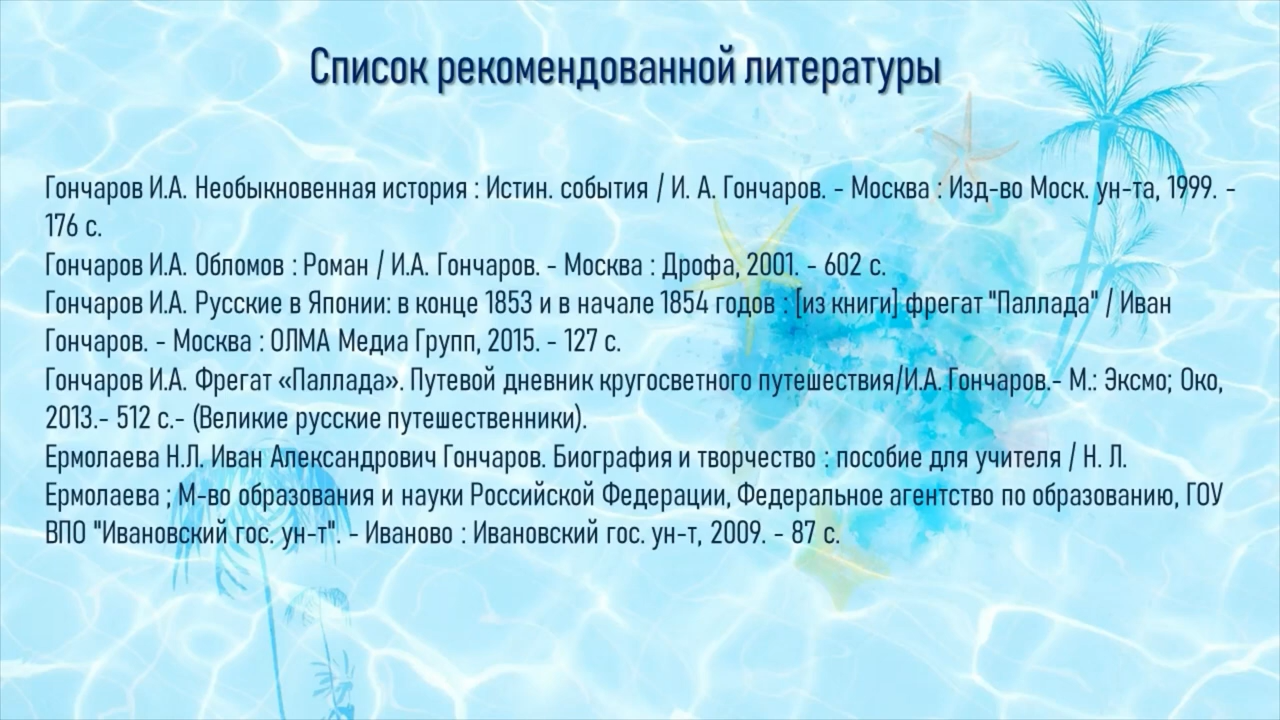 Список рекомендованной литературы
Гончаров И.А. Необыкновенная история : Истин. события / И. А. Гончаров. - Москва : Изд-во Моск. ун-та, 1999. -
176 с.
Гончаров И.А. Обломов : Роман / И.А. Гончаров. - Москва : Дрофа, 2001. - 602 с.
Гончаров И.А. Русские в Японии: в конце 1853 и в начале 1854 годов : [из книги] фрегат "Паллада" / Иван
Гончаров. - Москва : ОЛМА Медиа Групп, 2015. - 127 с.
Гончаров И.А. Фрегат «Паллада». Путевой дневник кругосветного путешествия/И.А. Гончаров.- М.: Эксмо; Око,
2013.- 512 с.- (Великие русские путешественники).
Ермолаева Н.Л. Иван Александрович Гончаров. Биография и творчество : пособие для учителя / Н. Л.
Ермолаева ; М-во образования и науки Российской Федерации, Федеральное агентство по образованию, ГОУ
ВПО "Ивановский гос. ун-т". - Иваново : Ивановский гос. ун-т, 2009. - 87 с.